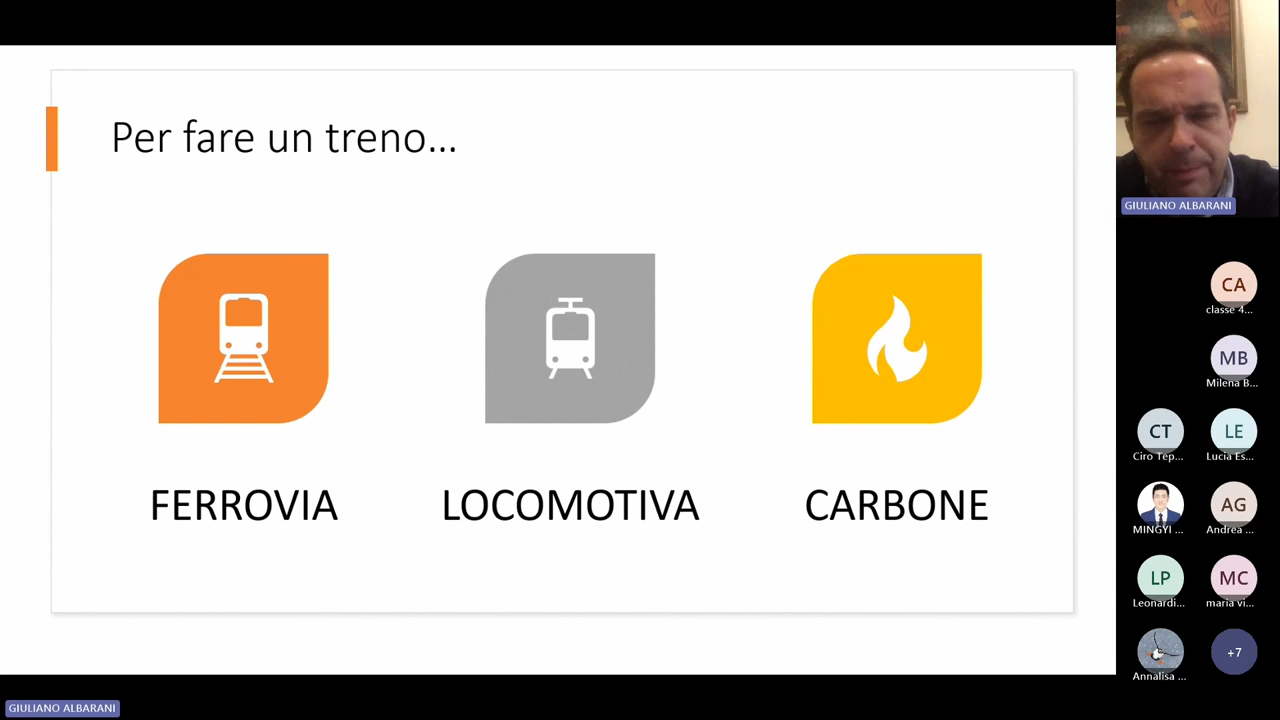 Per fare un treno...
FERROVIA
LOCOMOTIVA
CARBONE
GIULIANO ALBARANI
CA
classe 4...
MB
Milena B...
CT
Ciro Tep...
LE
Lucia Es...
MINGYI ...
AG
Andrea ...
LP
Leonardi...
MC
maria vi...
Annalisa ...
+7
GIULIANO ALBARANI